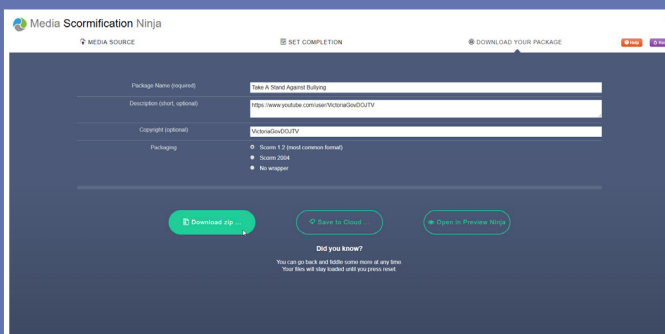 Media Scormification Ninja
MEDIA SOURCE
SET COMPLETION
DOWNLOAD YOUR PACKAGE
Help
Package Name (required)
Take A Stand Against Bullying
Description (short, optional)
https://www.youtube.com/user/VictoriaGovDOJTV
Copyright (optional)
VictoriaGovDOJTV
Packaging
Scorm 1.2 (most common format)
Scorm 2004
No wrapper
Download zip ...
Save to Cloud ...
Open in Preview Ninja
Did you know?
You can go back and fiddle some more at any time.
Your files will stay loaded until you press reset.